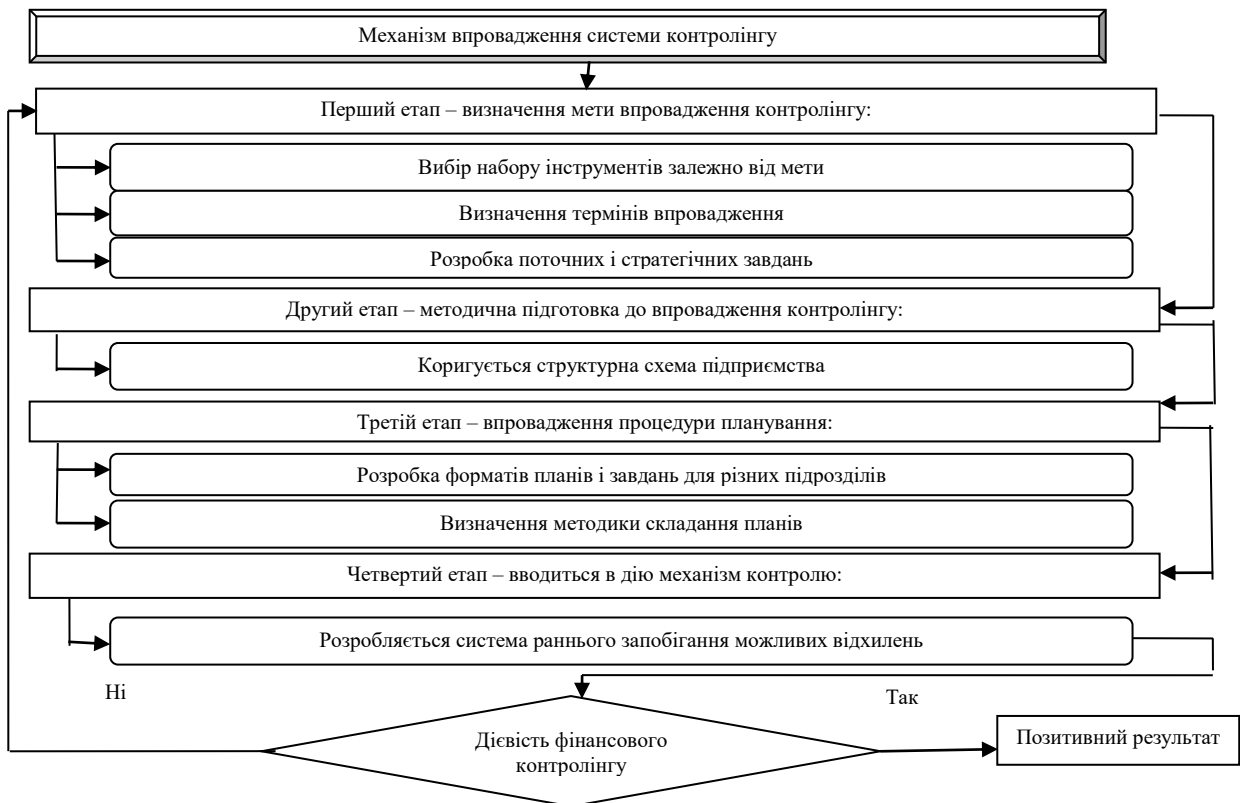 Механізм впровадження системи контролінгу
Перший етап – визначення мети впровадження контролінгу:
Вибір набору інструментів залежно від мети
Визначення термінів впровадження
Розробка поточних і стратегічних завдань
Другий етап – методична підготовка до впровадження контролінгу:
Коригується структурна схема підприємства
Третій етап – впровадження процедури планування:
Розробка форматів планів і завдань для різних підрозділів
Визначення методики складання планів
Четвертий етап – вводиться в дію механізм контролю:
Розробляється система раннього запобігання можливих відхилень
Ні
Так
Дієвість фінансового
контролінгу
Позитивний результат